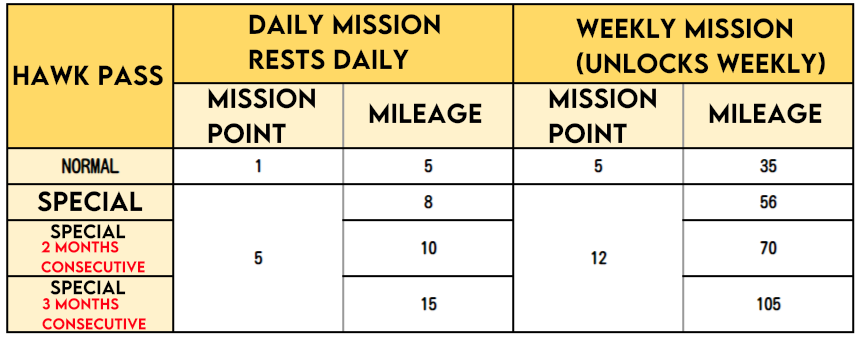 HAWK PASS
DAILY MISSION
RESTS DAILY
WEEKLY MISSION
(UNLOCKS WEEKLY)
MISSION
POINT
MILEAGE
MISSION
POINT
MILEAGE
NORMAL 1 5 5 35
SPECIAL 8 56
SPECIAL
2 MONTHS
CONSECUTIVE
10 70
5 12
SPECIAL
3 MONTHS
CONSECUTIVE
15 105